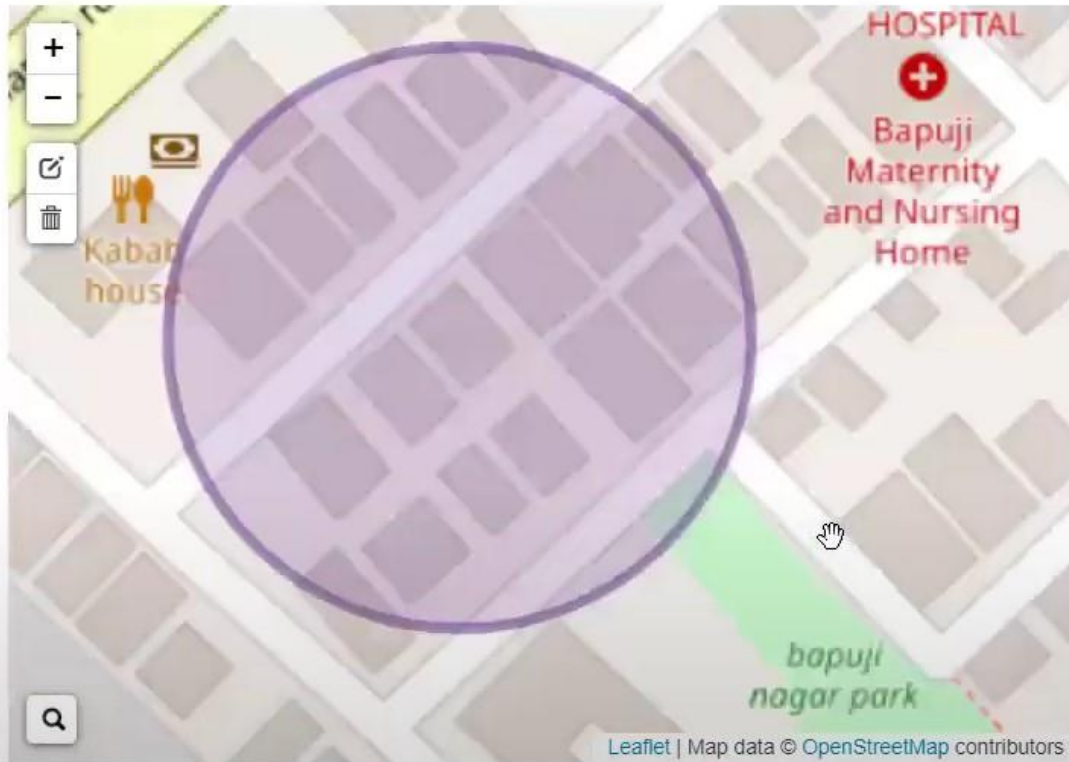 +
−
HOSPITAL
Bapuji
Maternity
and Nursing
Home
Kabab
house
bapuji
nagar park
Leaflet | Map data © OpenStreetMap contributors